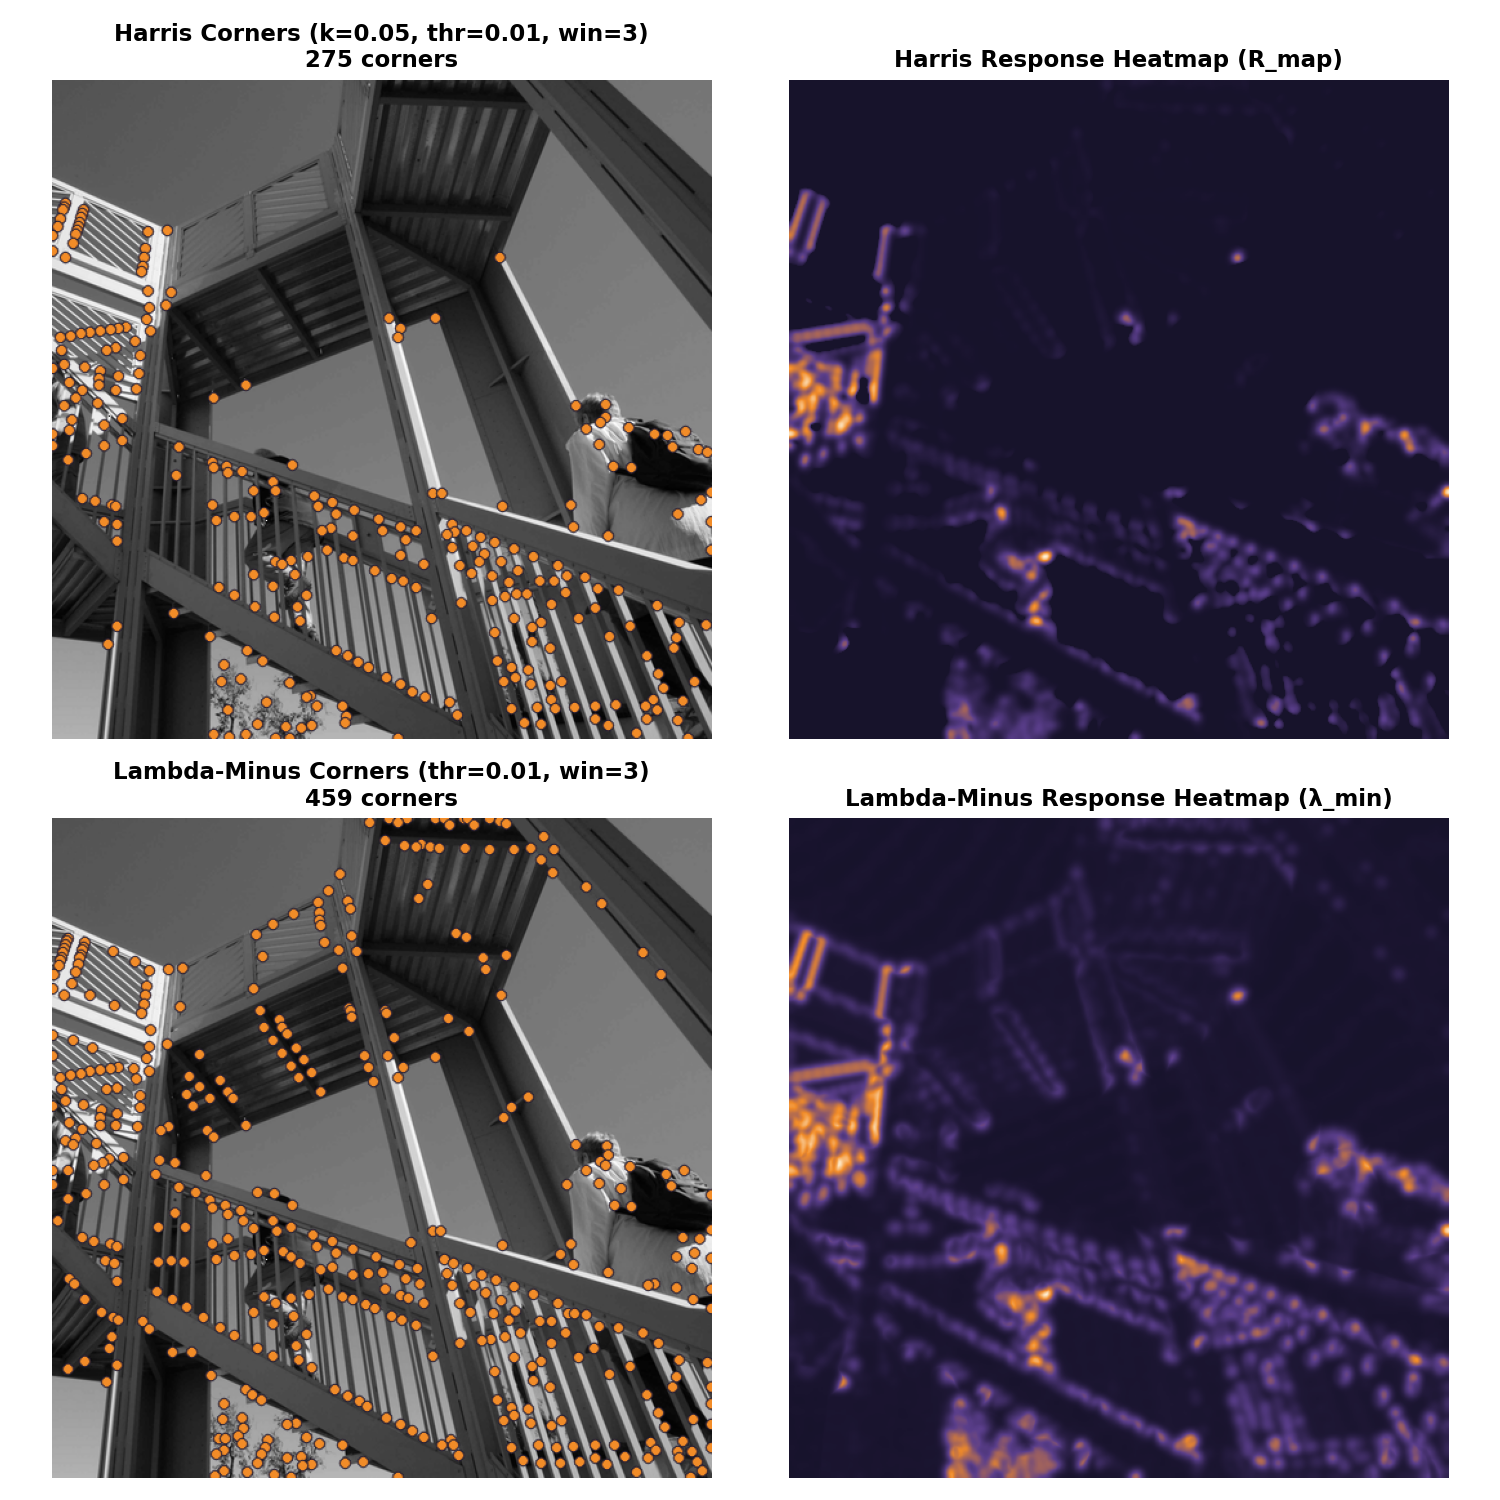 Harris Corners (k=0.05, thr=0.01, win=3)
275 corners
Harris Response Heatmap (R_map)
Lambda-Minus Corners (thr=0.01, win=3)
459 corners
Lambda-Minus Response Heatmap (λ_min)